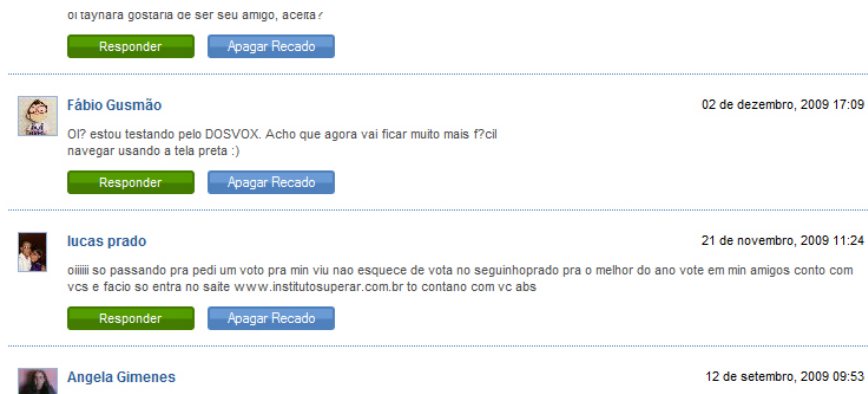 oi taynara gostaria de ser seu amigo, aceita?
Responder Apagar Recado
Fábio Gusmão 02 de dezembro, 2009 17:09
Ol? estou testando pelo DOSVOX. Acho que agora vai ficar muito mais f?cil
navegar usando a tela preta :)
Responder Apagar Recado
lucas prado 21 de novembro, 2009 11:24
oiiiiii so passando pra pedi um voto pra min viu nao esquece de vota no seguinhoprado pra o melhor do ano vote em min amigos conto com
vcs e facio so entra no saite www.institutosuperar.com.br to contano com vc abs
Responder Apagar Recado
Angela Gimenes 12 de setembro, 2009 09:53